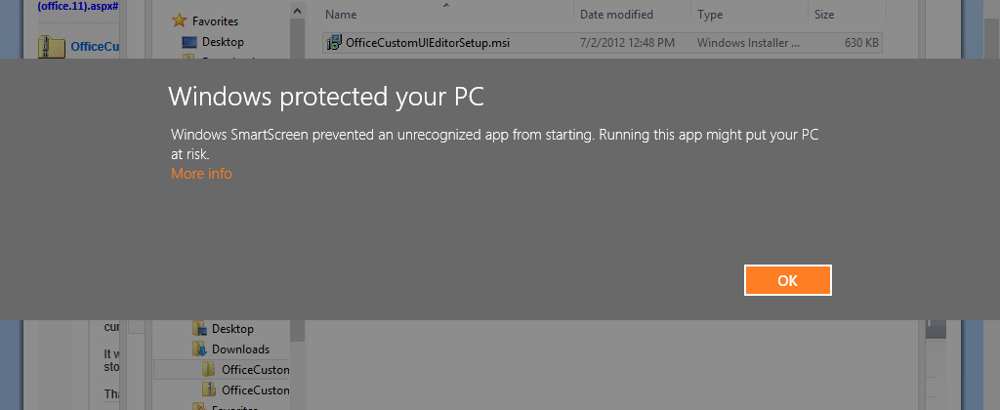 (office.11).aspx#
Favorites
Desktop
OfficeCu
Name
Date modified
Type
Size
OfficeCustomUIEditorSetup.msi
7/2/2012 12:48 PM
Windows Installer ...
630 KB
Windows protected your PC
Windows SmartScreen prevented an unrecognized app from starting. Running this app might put your PC
at risk.
More info
OK
Desktop
Downloads
OfficeCuston
OfficeCuston
cur
It w
sto
Tha